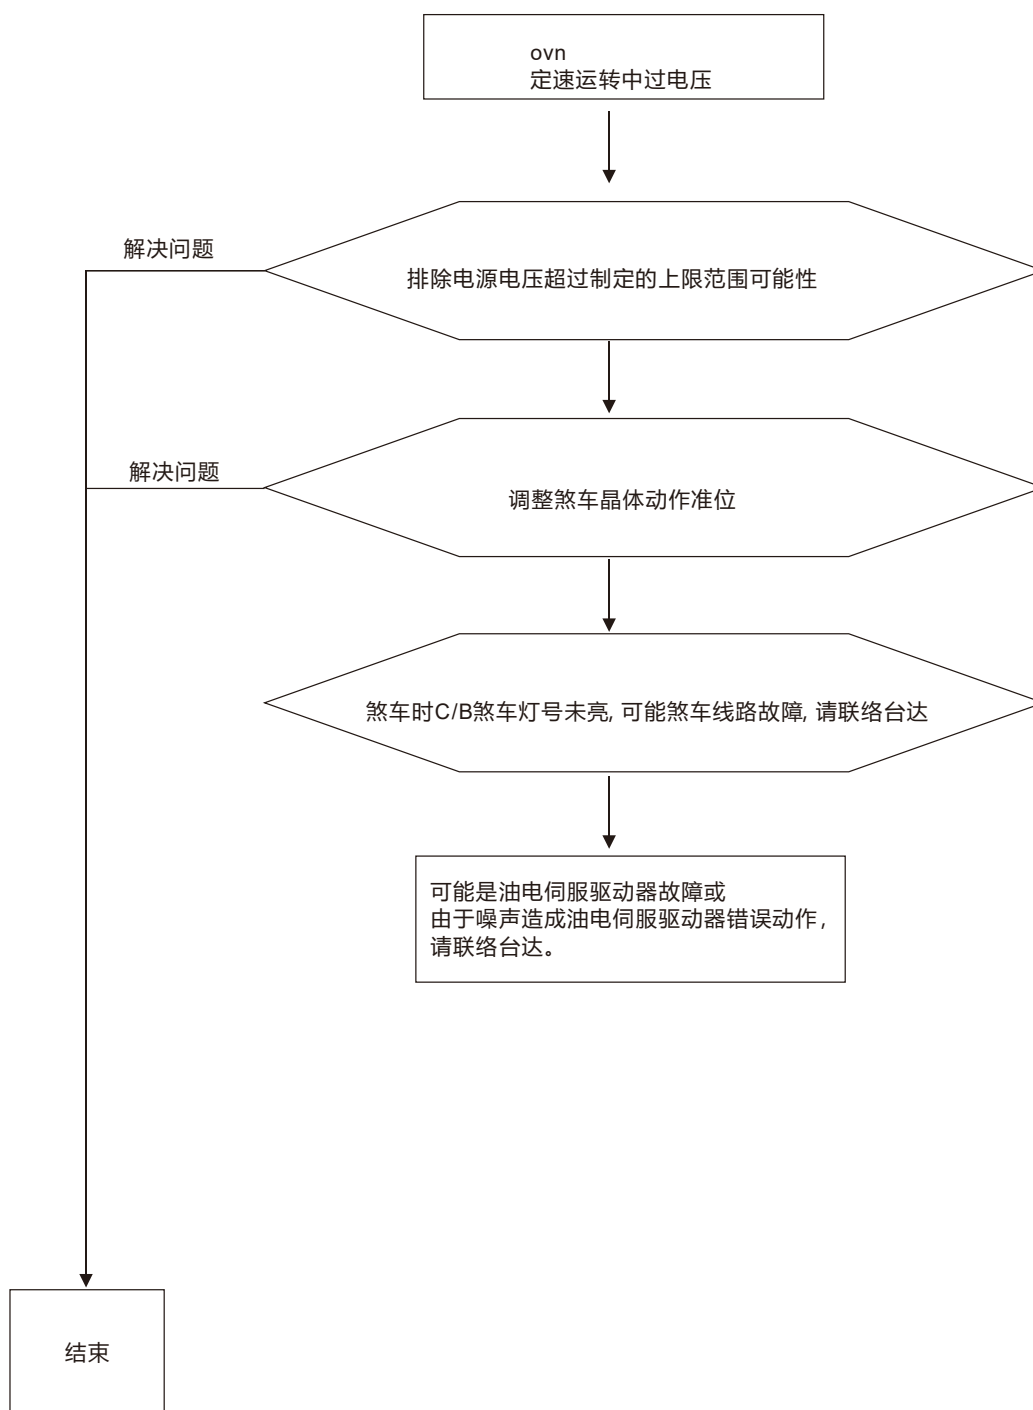 ovn
定速运转中过电压
解决问题
排除电源电压超过制定的上限范围可能性
解决问题
调整煞车晶体动作准位
煞车时C/B煞车灯号未亮, 可能煞车线路故障, 请联络台达
可能是油电伺服驱动器故障或
由于噪声造成油电伺服驱动器错误动作,
请联络台达。
结束